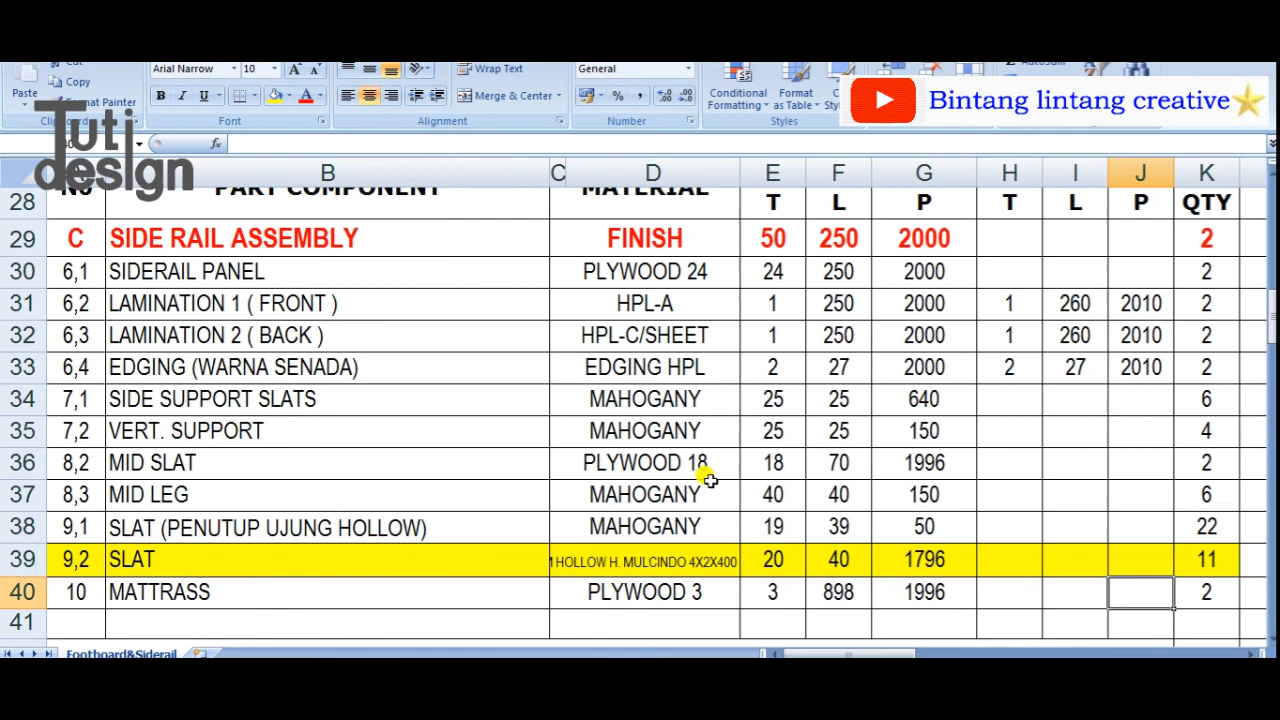 Cut
Arial Narrow 10 A A Wrap Text General AutoSum
Paste Copy
Format Painter B I U A Merge & Center % , Conditional Formatting Format as Table
Clipboard Font Alignment Number Styles
Bintang lintang creative
Tuti design
fx
B C D E F G H I J K
28 NO PART COMPONENT MATERIAL T L P T L P QTY
29 C SIDE RAIL ASSEMBLY FINISH 50 250 2000 2
30 6,1 SIDERAIL PANEL PLYWOOD 24 24 250 2000 2
31 6,2 LAMINATION 1 ( FRONT ) HPL-A 1 250 2000 1 260 2010 2
32 6,3 LAMINATION 2 ( BACK ) HPL-C/SHEET 1 250 2000 1 260 2010 2
33 6,4 EDGING (WARNA SENADA) EDGING HPL 2 27 2000 2 27 2010 2
34 7,1 SIDE SUPPORT SLATS MAHOGANY 25 25 640 6
35 7,2 VERT. SUPPORT MAHOGANY 25 25 150 4
36 8,2 MID SLAT PLYWOOD 18 18 70 1996 2
37 8,3 MID LEG MAHOGANY 40 40 150 6
38 9,1 SLAT (PENUTUP UJUNG HOLLOW) MAHOGANY 19 39 50 22
39 9,2 SLAT HOLLOW H. MULCINDO 4X2X400 20 40 1796 11
40 10 MATTRASS PLYWOOD 3 3 898 1996 2
41
Footboard&Siderail